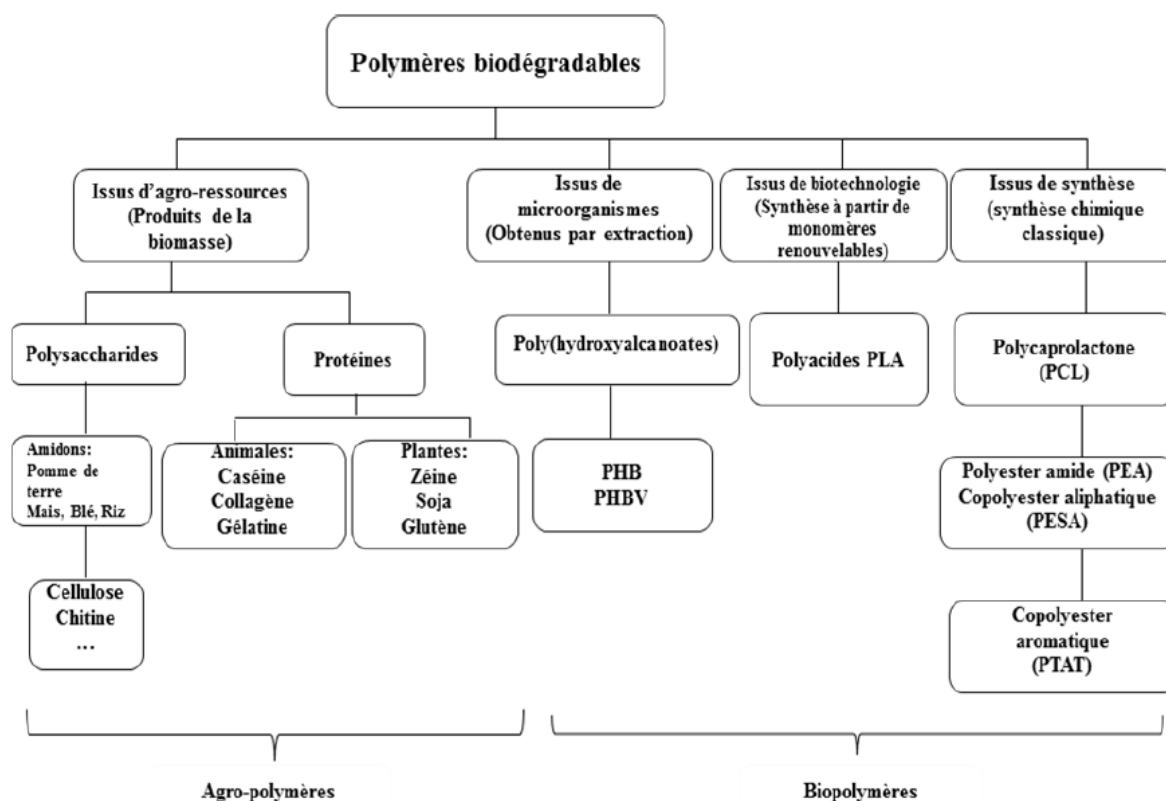 Polymères biodégradables
Issus d'agro-ressources
(Produits de la
biomasse)
Issus de
microorganismes
(Obtenus par extraction)
Issus de biotechnologie
(Synthèse à partir de
monomères
renouvelables)
Issus de synthèse
(synthèse chimique
classique)
Polysaccharides
Protéines
Poly(hydroxyalcanoates)
Polyacides PLA
Polycaprolactone
(PCL)
Amidons:
Pomme de
terre
Mais, Blé, Riz
Animales:
Caséine
Collagène
Gélatine
Plantes:
Zéine
Soja
Glutène
PHB
PHBV
Polyester amide (PEA)
Copolyester aliphatique
(PESA)
Cellulose
Chitine
...
Copolyester
aromatique
(PTAT)
Agro-polymères
Biopolymères